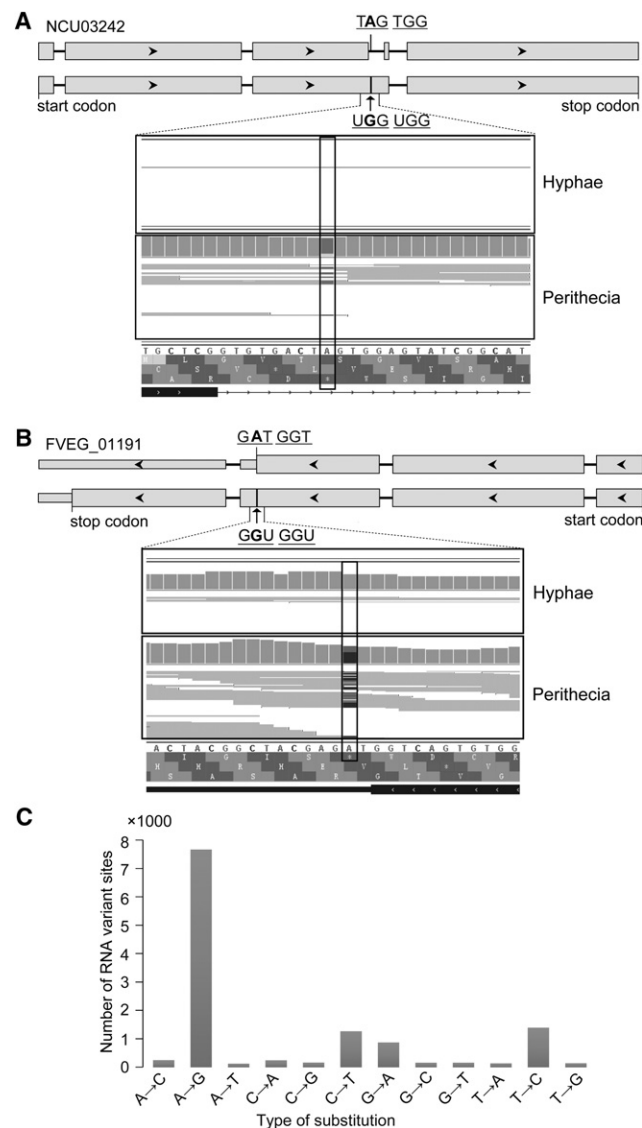 A
NCU03242
TAG TGG
start codon
stop codon
UGG UGG
Hyphae
Perithecia
T G C T C G G T G T G A C T A G T G G A G T A T C G G C A T
B
FVEG_01191
GAT GGT
stop codon
start codon
GGU GGU
Hyphae
Perithecia
A C T A C G G C T A C G A G A T G G T C A G T G T G G
C
×1000
8
7
6
5
4
3
2
1
0
Number of RNA variant sites
A→C
A→G
A→T
C→A
C→G
C→T
G→A
G→C
G→T
T→A
T→C
T→G
Type of substitution